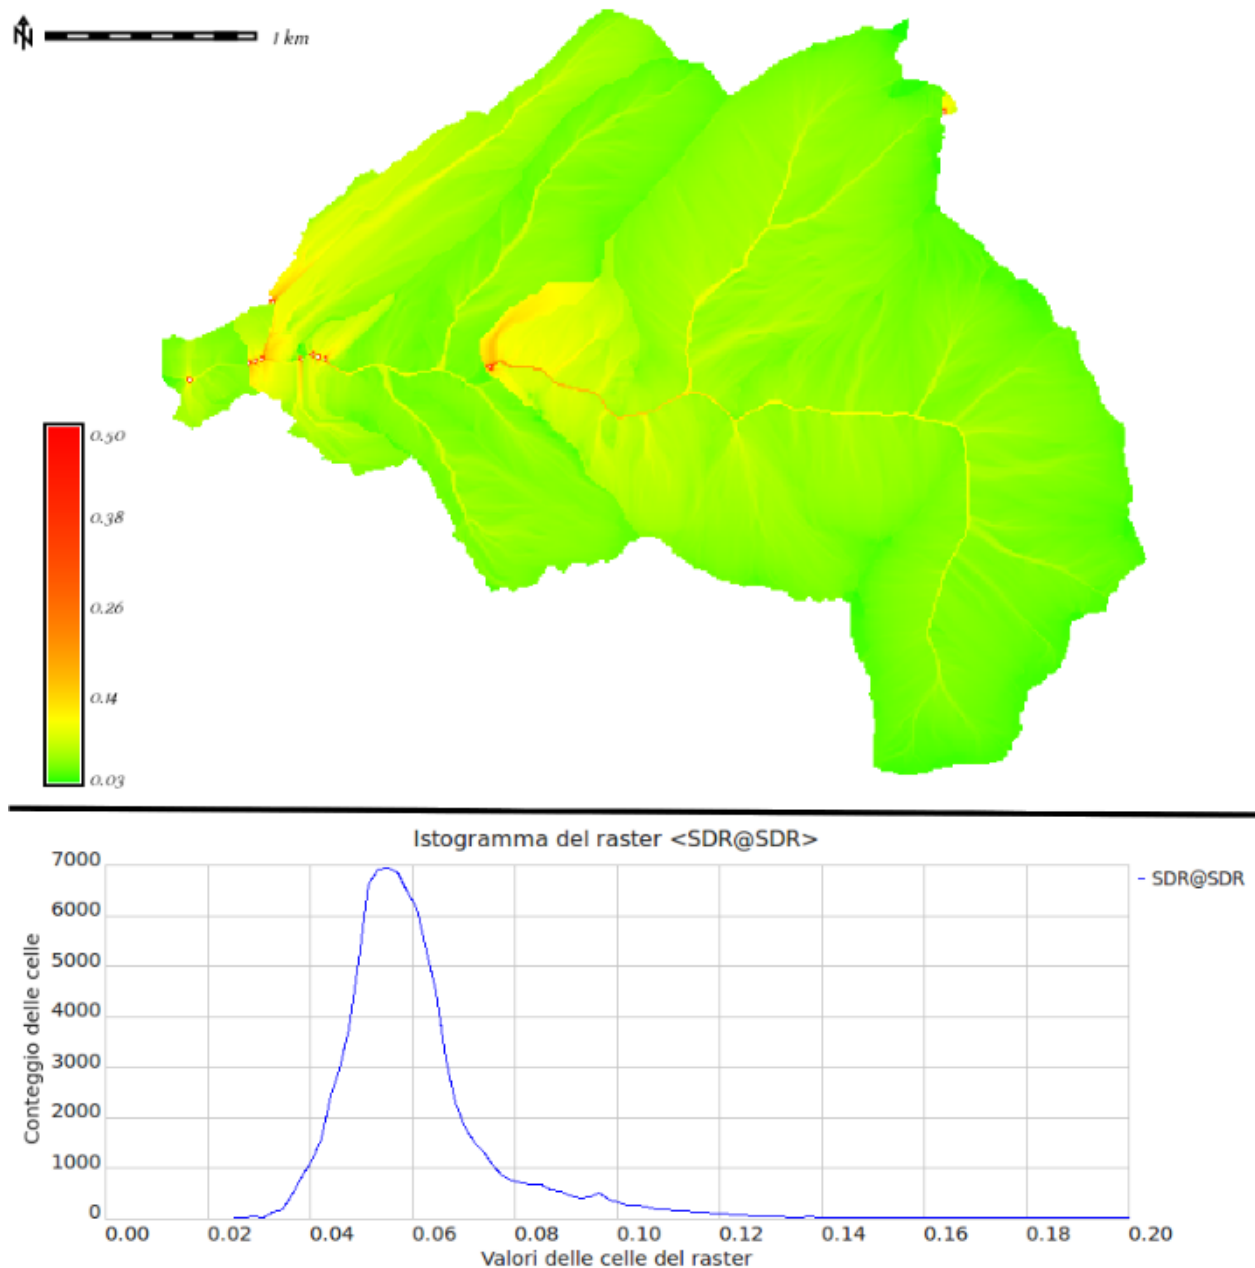 N
1 km
0.50
0.38
0.26
0.14
0.03
Istogramma del raster <SDR@SDR>
7000
6000
5000
4000
3000
2000
1000
0
Conteggio delle celle
SDR@SDR
0.00 0.02 0.04 0.06 0.08 0.10 0.12 0.14 0.16 0.18 0.20
Valori delle celle del raster